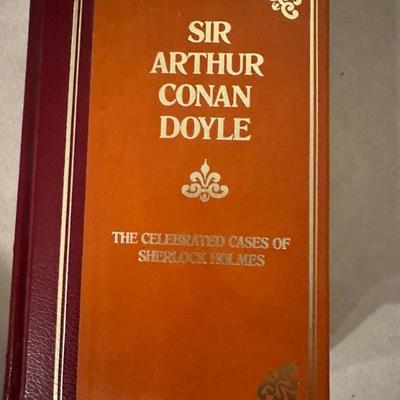 SIR
ARTHUR
CONAN
DOYLE
THE CELEBRATED CASES OF
SHERLOCK HOLMES